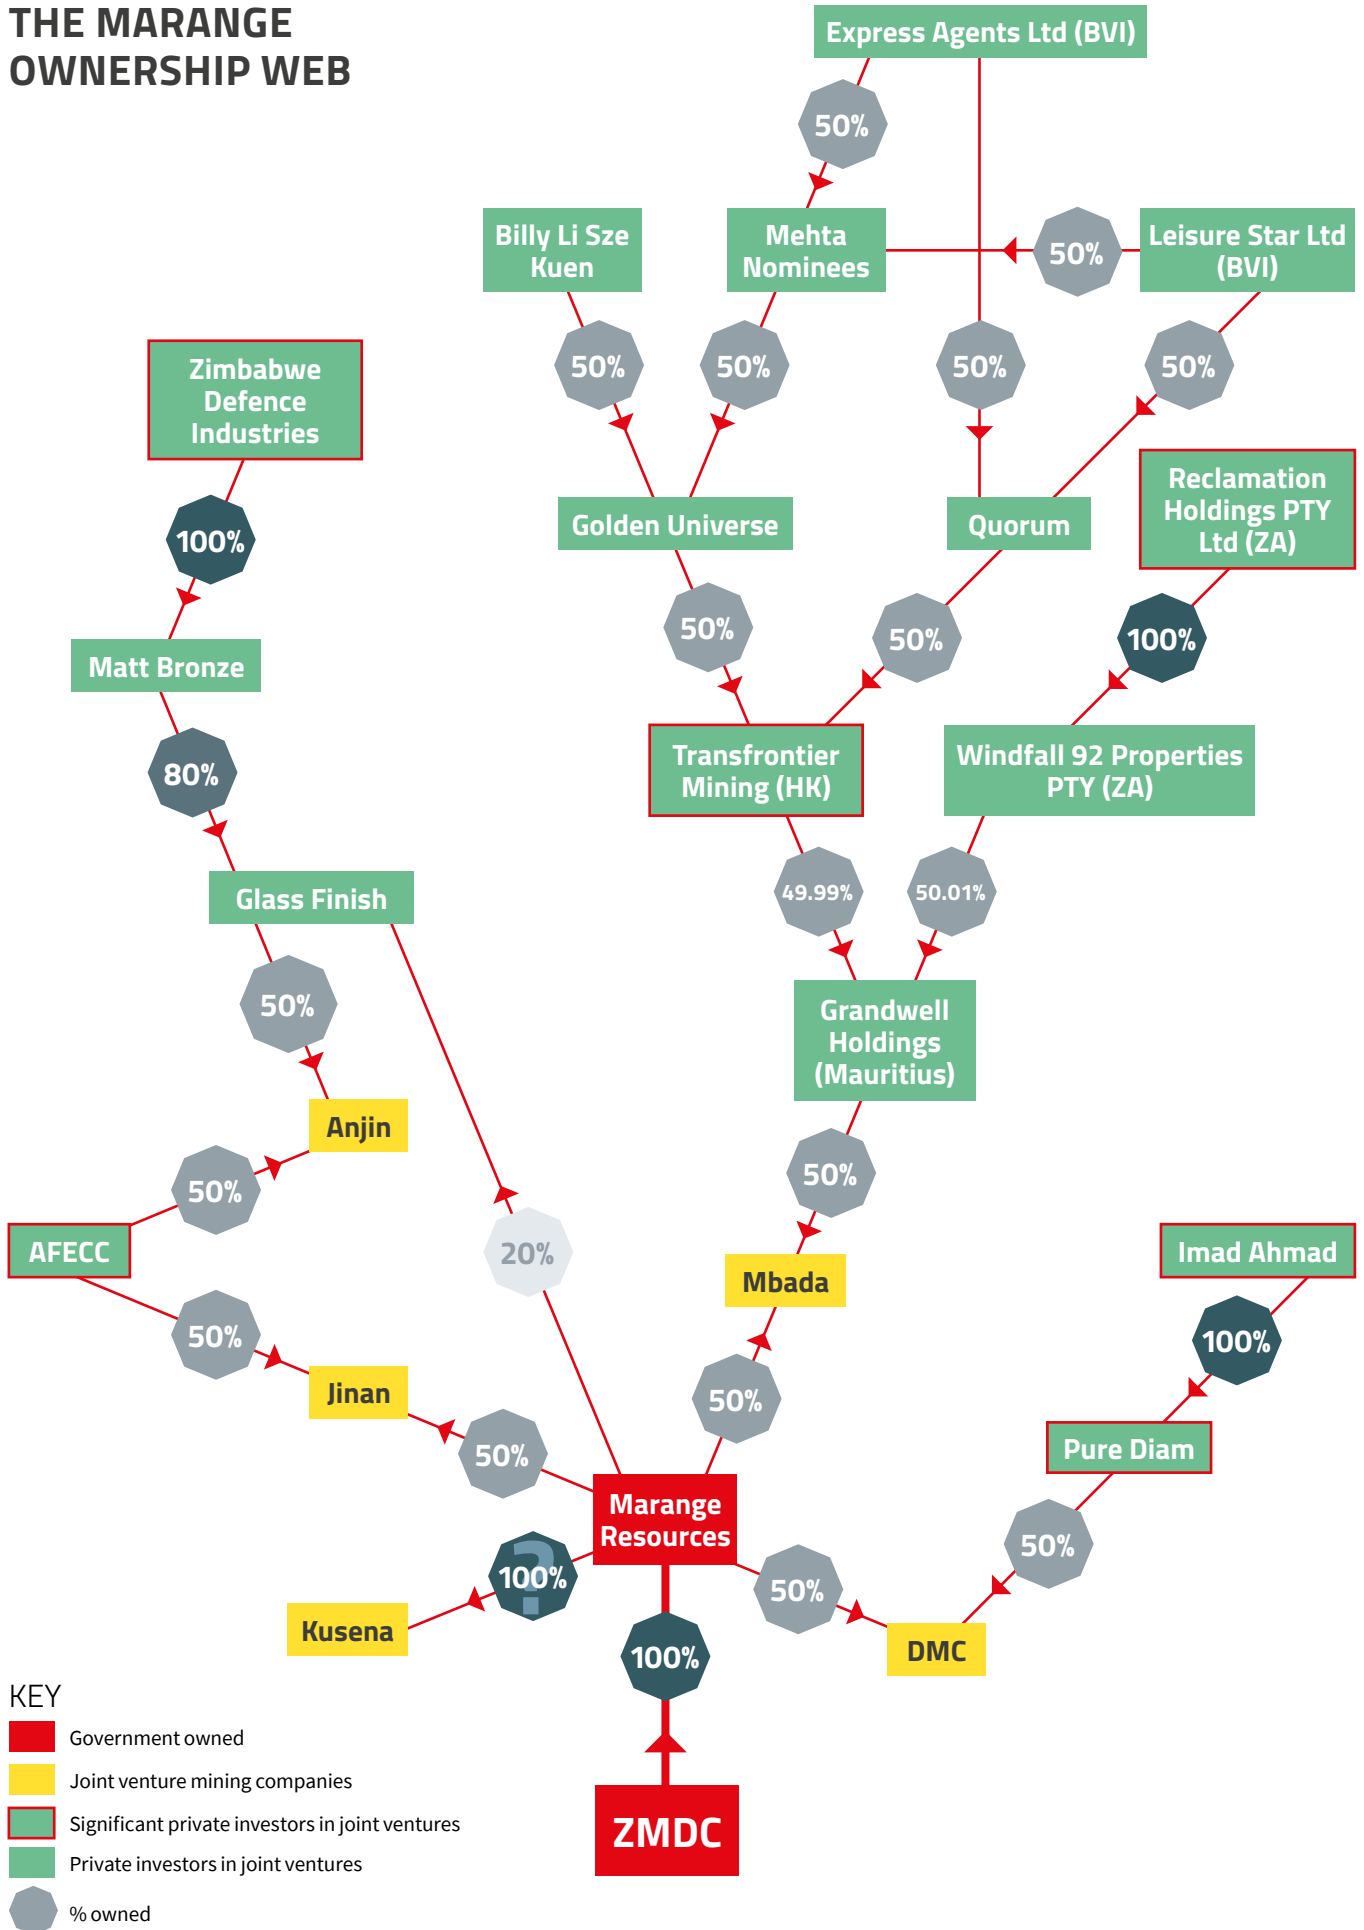 THE MARANGE
OWNERSHIP WEB
Express Agents Ltd (BVI)
50%
Billy Li Sze
Kuen
Mehta
Nominees
50%
Leisure Star Ltd
(BVI)
Zimbabwe
Defence
Industries
50%
50%
50%
50%
Reclamation
Holdings PTY
Ltd (ZA)
100%
Golden Universe
Quorum
Matt Bronze
50%
50%
100%
80%
Transfrontier
Mining (HK)
Windfall 92 Properties
PTY (ZA)
Glass Finish
49.99%
50.01%
50%
Grandwell
Holdings
(Mauritius)
Anjin
50%
50%
AFECC
20%
Mbada
Imad Ahmad
50%
100%
Jinan
50%
50%
Pure Diam
Marange
Resources
50%
?
100%
50%
Kusena
100%
DMC
KEY
Government owned
Joint venture mining companies
Significant private investors in joint ventures
Private investors in joint ventures
% owned
ZMDC